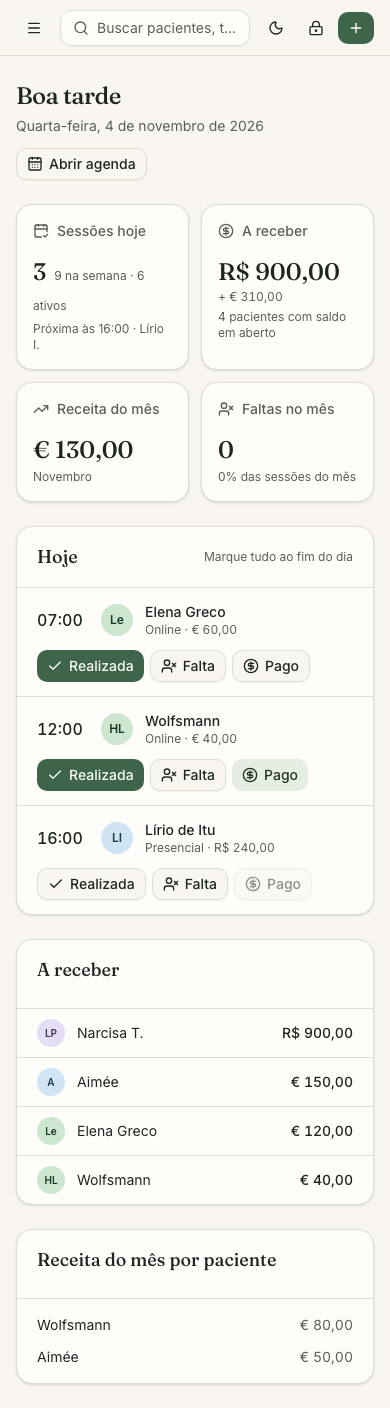 Buscar pacientes, t...
Boa tarde
Quarta-feira, 4 de novembro de 2026
Abrir agenda
Sessões hoje
3 9 na semana · 6
ativos
Próxima às 16:00 · Lírio
I.
A receber
R$ 900,00
+ € 310,00
4 pacientes com saldo
em aberto
Receita do mês
€ 130,00
Novembro
Faltas no mês
0
0% das sessões do mês
Hoje
Marque tudo ao fim do dia
07:00
Le
Elena Greco
Online · € 60,00
Realizada
Falta
Pago
12:00
HL
Wolfsmann
Online · € 40,00
Realizada
Falta
Pago
16:00
LI
Lírio de Itu
Presencial · R$ 240,00
Realizada
Falta
Pago
A receber
LP Narcisa T. R$ 900,00
A Aimée € 150,00
Le Elena Greco € 120,00
HL Wolfsmann € 40,00
Receita do mês por paciente
Wolfsmann € 80,00
Aimée € 50,00